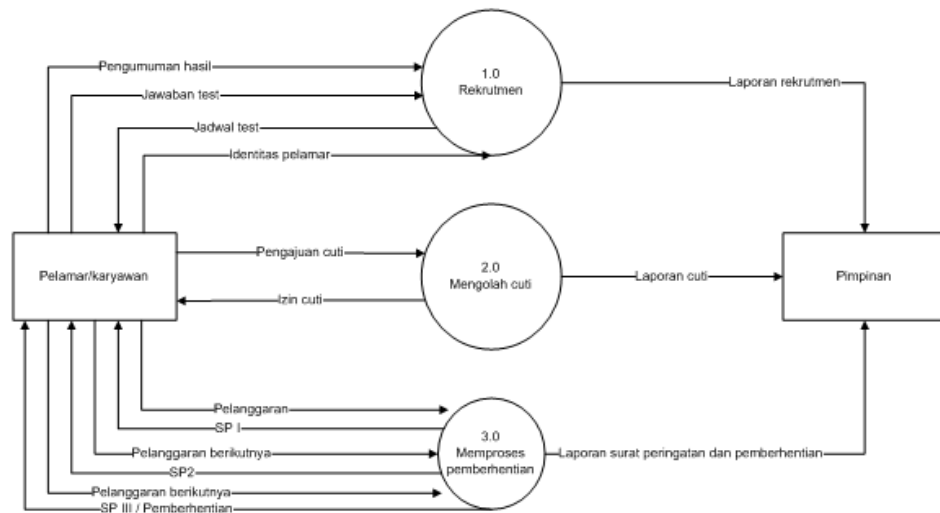 Pengumuman hasil
1.0
Rekrutmen
Laporan rekrutmen
Jawaban test
Jadwal test
Identitas pelamar
Pelamar/karyawan
Pengajuan cuti
2.0
Mengolah cuti
Laporan cuti
Pimpinan
Izin cuti
Pelanggaran
SP I
3.0
Memproses
pemberhentian
Pelanggaran berikutnya
Laporan surat peringatan dan pemberhentian
SP2
Pelanggaran berikutnya
SP III / Pemberhentian